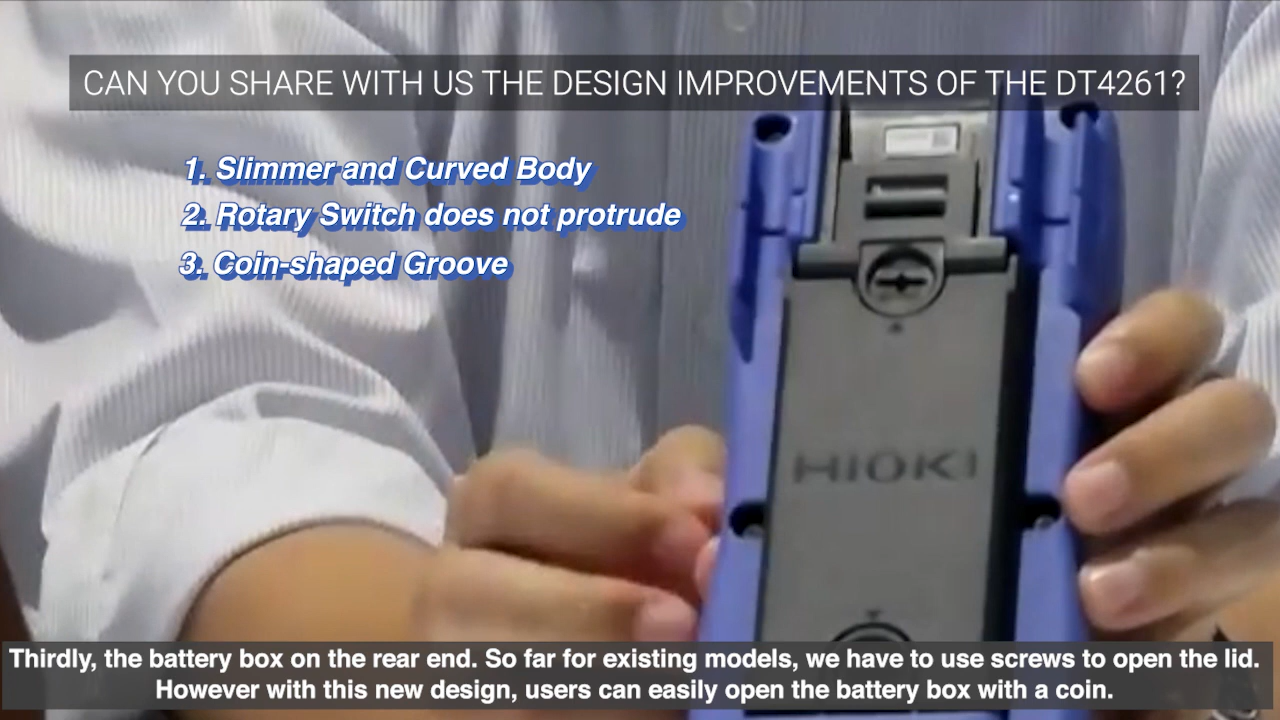 CAN YOU SHARE WITH US THE DESIGN IMPROVEMENTS OF THE DT4261?
1. Slimmer and Curved Body
2. Rotary Switch does not protrude
3. Coin-shaped Groove
HIOKI
Thirdly, the battery box on the rear end. So far for existing models, we have to use screws to open the lid.
However with this new design, users can easily open the battery box with a coin.